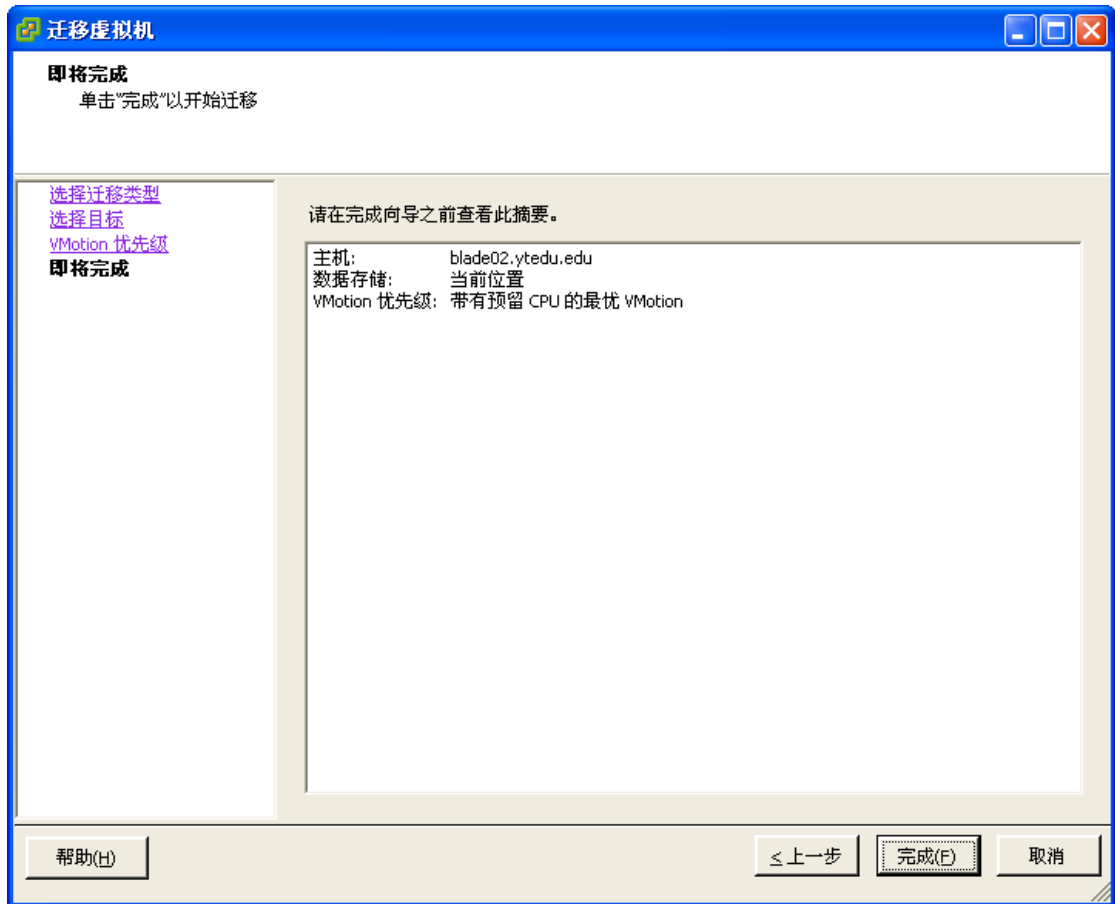 迁移虚拟机
即将完成
单击"完成"以开始迁移
选择迁移类型
选择目标
VMotion 优先级
即将完成
请在完成向导之前查看此摘要。
主机: blade02.ytedu.edu
数据存储: 当前位置
VMotion 优先级: 带有预留 CPU 的最优 VMotion
帮助(H)
≤上一步
完成(F)
取消